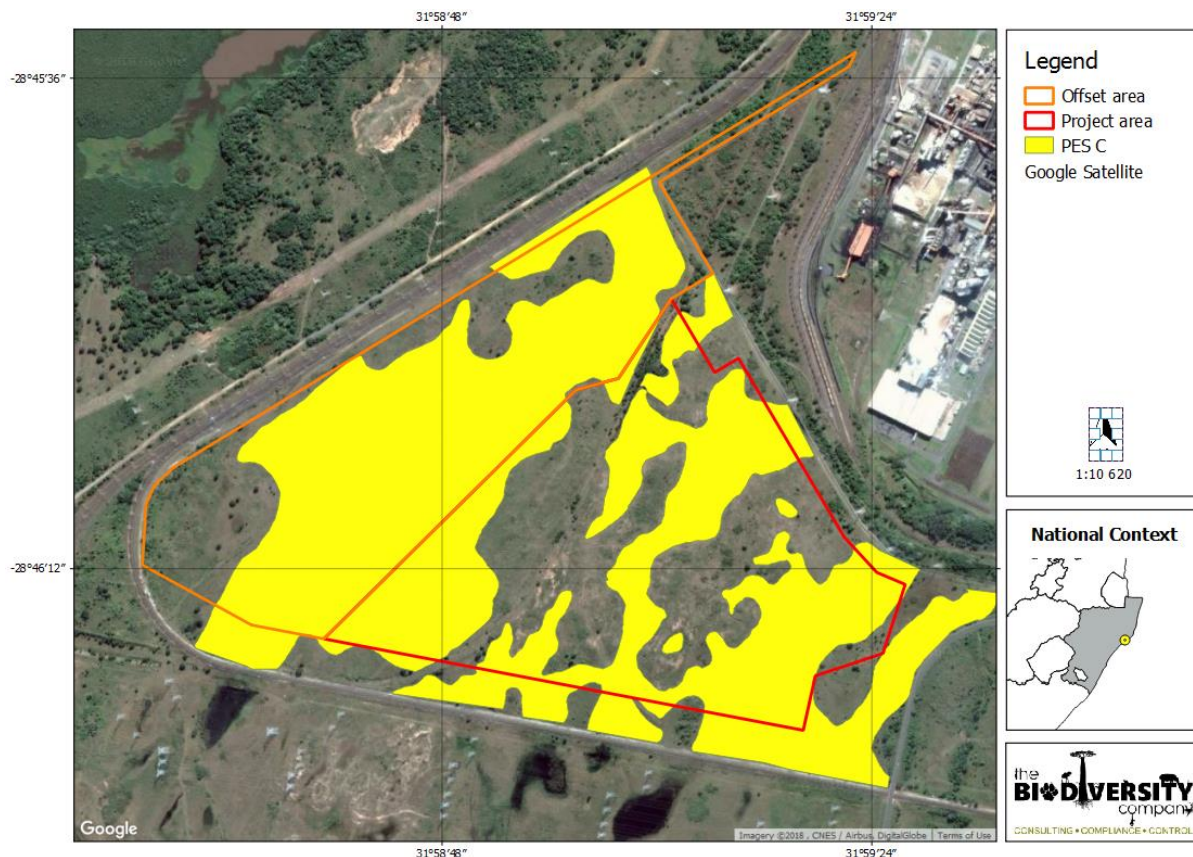 31°58'48"
31°59'24"
-28°45'36"
-28°46'12"
Google
Imagery ©2018 , CNES / Airbus, DigitalGlobe | Terms of Use
31°58'48"
31°59'24"
Legend
Offset area
Project area
PES C
Google Satellite
1:10 620
National Context
the
BIODIVERSITY
company
CONSULTING • COMPLIANCE • CONTROL